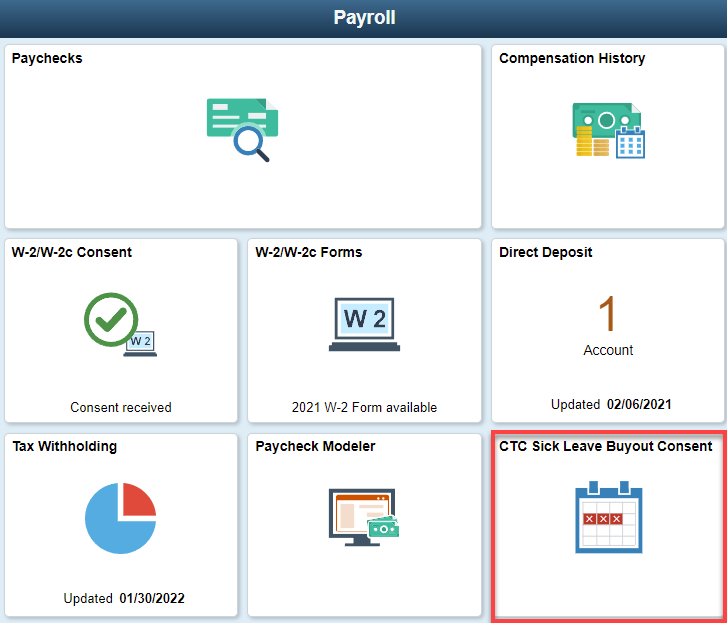 Payroll
Paychecks
Compensation History
W-2/W-2c Consent
W 2
Consent received
W-2/W-2c Forms
W 2
2021 W-2 Form available
Direct Deposit
1
Account
Updated 02/06/2021
Tax Withholding
Updated 01/30/2022
Paycheck Modeler
CTC Sick Leave Buyout Consent
X X X